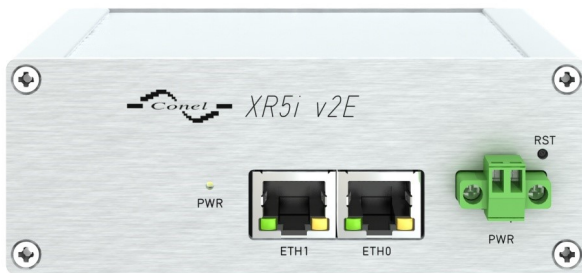 Conel XR5i v2E
RST
PWR
ETH1 ETH0
PWR